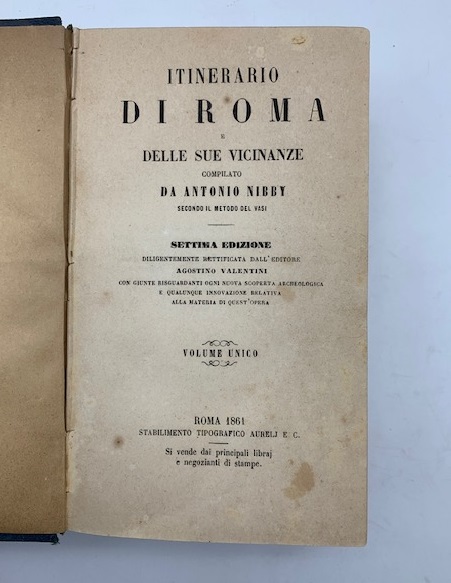 ITINERARIO
DI ROMA
E
DELLE SUE VICINANZE
COMPILATO
DA ANTONIO NIBBY
SECONDO IL METODO DEL VASI
SETTIMA EDIZIONE
DILIGENTEMENTE RETTIFICATA DALL'EDITORE
AGOSTINO VALENTINI
CON GIUNTE RISGUARDANTI OGNI NUOVA SCOPERTA ARCHEOLOGICA
E QUALUNQUE INNOVAZIONE RELATIVA
ALLA MATERIA DI QUEST'OPERA
VOLUME UNICO
ROMA 1861
STABILIMENTO TIPOGRAFICO AURELJ E C.
Si vende dai principali libraj
e negozianti di stampe.